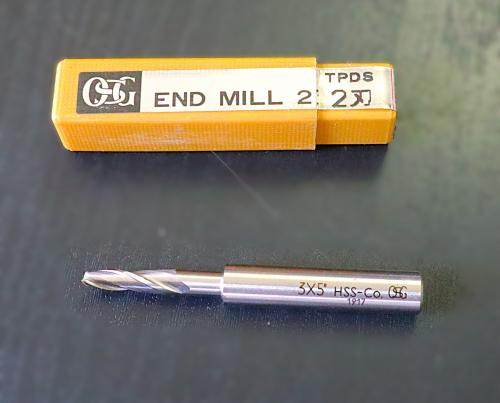 OSG END MILL 2
TPDS
2刃
3X5° HSS-Co. OSG
1917